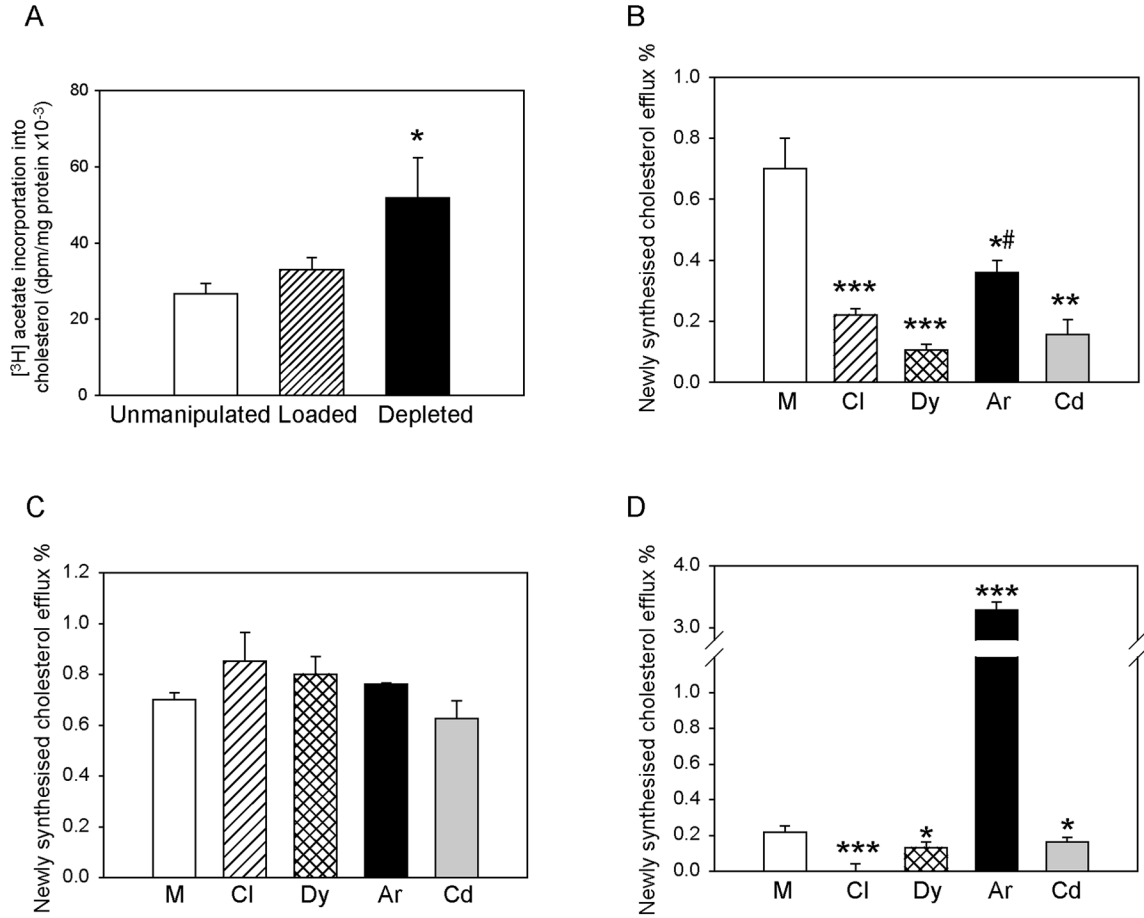 A
[³H] acetate incorportation into
cholesterol (dpm/mg protein x10⁻³)
80
60
40
20
0
*
Unmanipulated Loaded Depleted
B
Newly synthesised cholesterol efflux %
1.0
0.8
0.6
0.4
0.2
0.0
***
***
*#
**
M Cl Dy Ar Cd
C
Newly synthesised cholesterol efflux %
1.2
1.0
0.8
0.6
0.4
0.2
0.0
M Cl Dy Ar Cd
D
Newly synthesised cholesterol efflux %
4.0
3.0
1.0
0.8
0.6
0.4
0.2
0.0
***
*
***
*
M Cl Dy Ar Cd